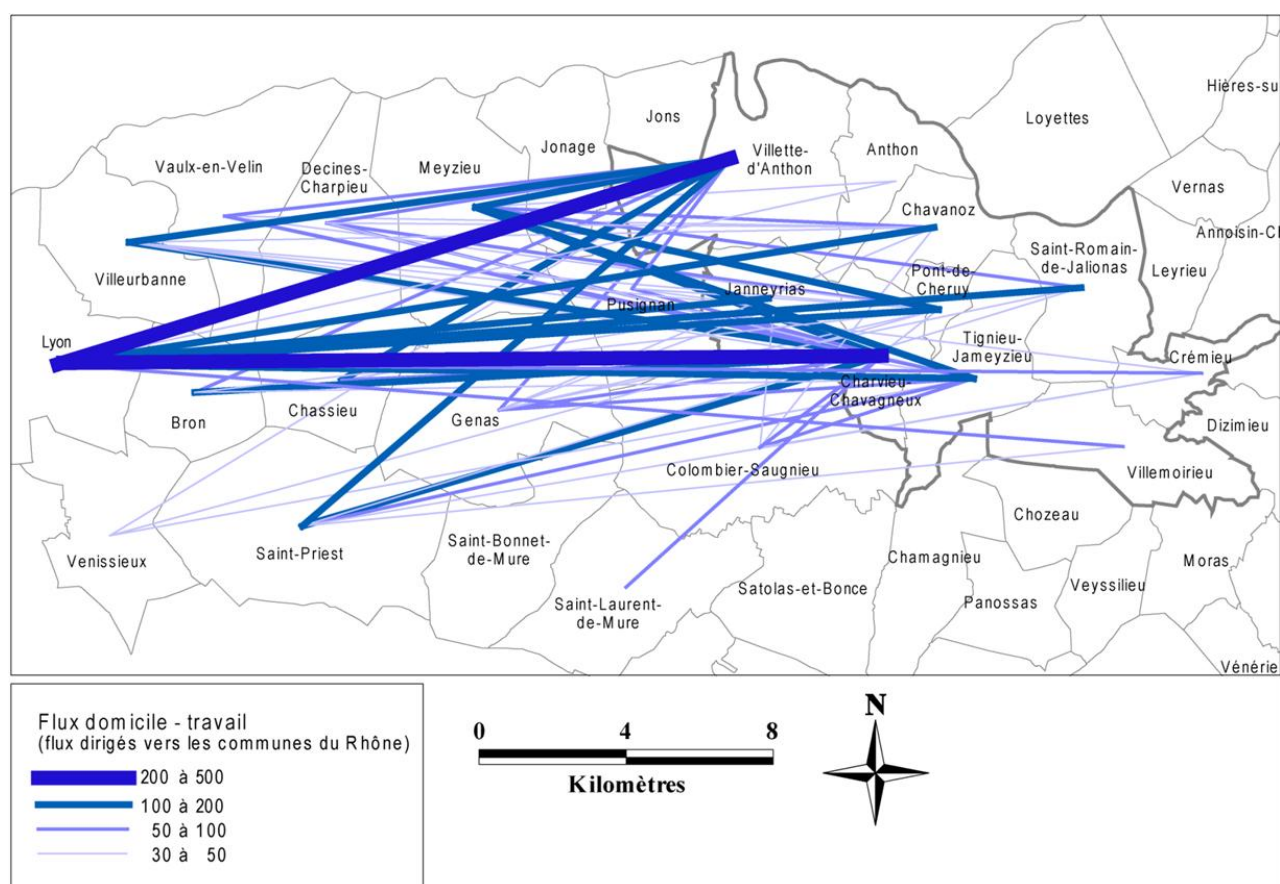 Hières-su
Jons
Loyettes
Jonage
Villette-
d'Anthon
Anthon
Vaulx-en-Velin
Decines-
Charpieu
Meyzieu
Vernas
Chavanoz
Annoisin-Ch
Saint-Romain-
de-Jalionas
Leyrieu
Villeurbanne
Pont-de-
Cheruy
Janneyrias
Pusignan
Lyon
Tignieu-
Jameyzieu
Crémieu
Charvieu-
Chavagneux
Chassieu
Bron
Genas
Dizimieu
Colombier-Saugnieu
Villemoirieu
Chozeau
Saint-Bonnet-
de-Mure
Saint-Priest
Venissieux
Chamagnieu
Moras
Satolas-et-Bonce
Veyssilieu
Panossas
Saint-Laurent-
de-Mure
Vénérie
Flux domicile - travail
(flux dirigés vers les communes du Rhône)
200 à 500
100 à 200
50 à 100
30 à 50
0 4 8
Kilomètres
N